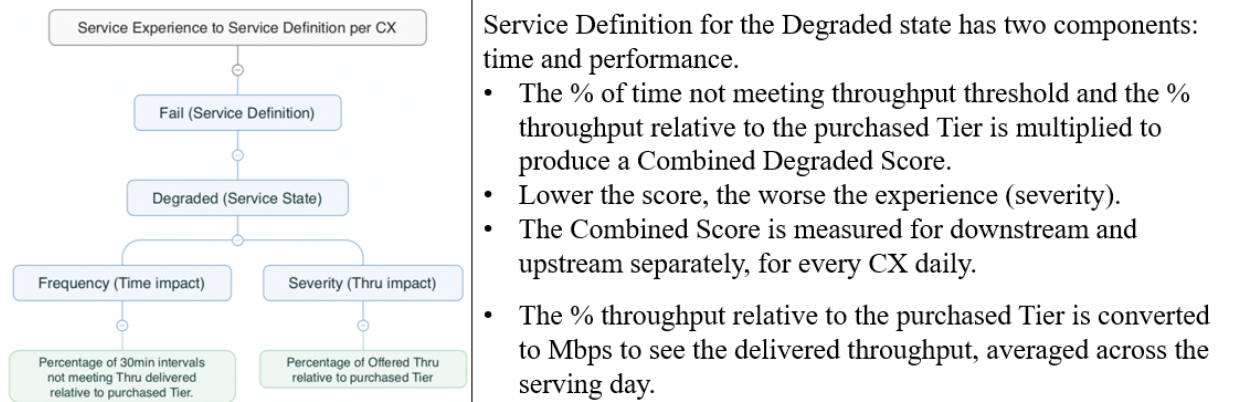 Service Experience to Service Definition per CX
Fail (Service Definition)
Degraded (Service State)
Frequency (Time impact)
Severity (Thru impact)
Percentage of 30min intervals
not meeting Thru delivered
relative to purchased Tier.
Percentage of Offered Thru
relative to purchased Tier
Service Definition for the Degraded state has two components:
time and performance.
• The % of time not meeting throughput threshold and the %
throughput relative to the purchased Tier is multiplied to
produce a Combined Degraded Score.
• Lower the score, the worse the experience (severity).
• The Combined Score is measured for downstream and
upstream separately, for every CX daily.
• The % throughput relative to the purchased Tier is converted
to Mbps to see the delivered throughput, averaged across the
serving day.